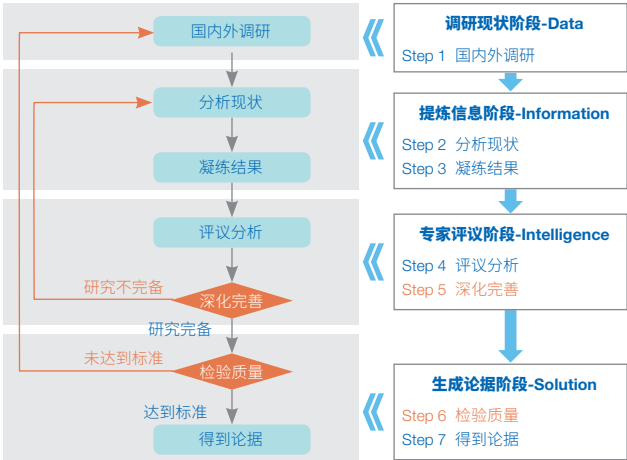 国内外调研
分析现状
凝练结果
评议分析
研究不完备
深化完善
研究完备
未达到标准
检验质量
达到标准
得到论据
调研现状阶段-Data
Step 1 国内外调研
提炼信息阶段-Information
Step 2 分析现状
Step 3 凝练结果
专家评议阶段-Intelligence
Step 4 评议分析
Step 5 深化完善
生成论据阶段-Solution
Step 6 检验质量
Step 7 得到论据